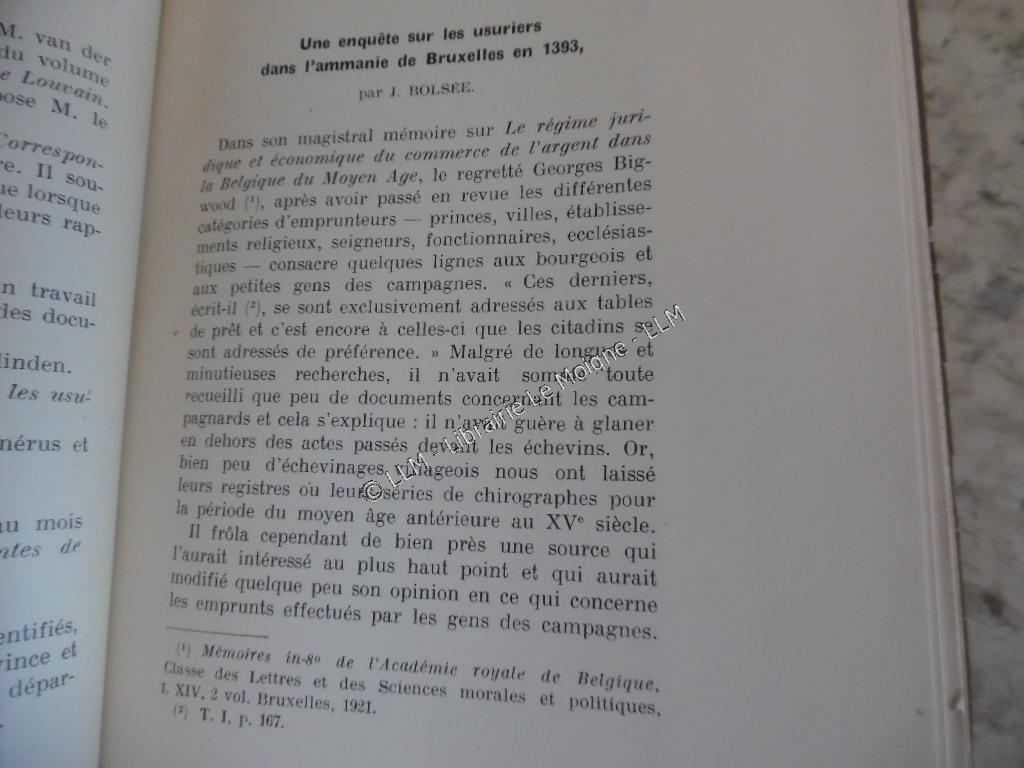 M. van der
du volume
e Louvain.
pose M. le
Correspon-
re. Il sou-
ue lorsque
leurs rap-
n travail
des docu-
linden.
les usu-
nérus et
au mois
ntes de
entifiés,
vince et
dépar-
Une enquête sur les usuriers
dans l'ammanie de Bruxelles en 1393,
par J. BOLSEE.
Dans son magistral mémoire sur Le régime juri-
dique et économique du commerce de l'argent dans
la Belgique du Moyen Age, le regretté Georges Big-
wood (¹), après avoir passé en revue les différentes
catégories d'emprunteurs — princes, villes, établisse-
ments religieux, seigneurs, fonctionnaires, ecclésias-
tiques — consacre quelques lignes aux bourgeois et
aux petites gens des campagnes. « Ces derniers,
écrit-il (²), se sont exclusivement adressés aux tables
de prêt et c'est encore à celles-ci que les citadins se
sont adressés de préférence. » Malgré de longues et
minutieuses recherches, il n'avait somme toute
recueilli que peu de documents concernant les cam-
pagnards et cela s'explique : il n'avait guère à glaner
en dehors des actes passés devant les échevins. Or,
bien peu d'échevinages villageois nous ont laissé
leurs registres ou leurs séries de chirographes pour
la période du moyen âge antérieure au XVe siècle.
Il frôla cependant de bien près une source qui
l'aurait intéressé au plus haut point et qui aurait
modifié quelque peu son opinion en ce qui concerne
les emprunts effectués par les gens des campagnes.
(¹) Mémoires in-8º de l'Académie royale de Belgique,
Classe des Lettres et des Sciences morales et politiques,
t. XIV, 2 vol. Bruxelles, 1921.
(²) T. I, p. 167.
© LLM - Librairie Le Moigne - LLM